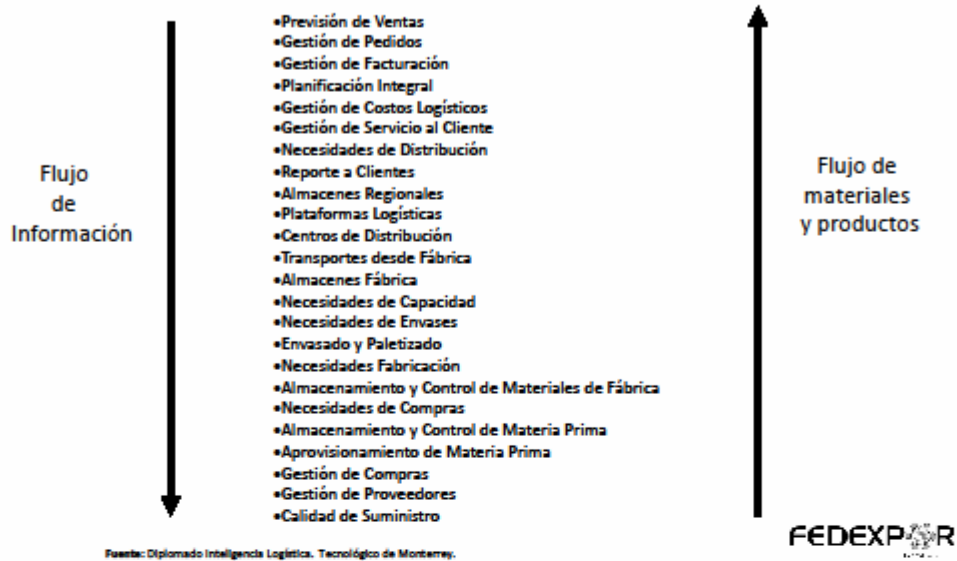 •Previsión de Ventas
•Gestión de Pedidos
•Gestión de Facturación
•Planificación Integral
•Gestión de Costos Logísticos
•Gestión de Servicio al Cliente
•Necesidades de Distribución
•Reporte a Clientes
•Almacenes Regionales
•Plataformas Logísticas
•Centros de Distribución
•Transportes desde Fábrica
•Almacenes Fábrica
•Necesidades de Capacidad
•Necesidades de Envases
•Envasado y Paletizado
•Necesidades Fabricación
•Almacenamiento y Control de Materiales de Fábrica
•Necesidades de Compras
•Almacenamiento y Control de Materia Prima
•Aprovisionamiento de Materia Prima
•Gestión de Compras
•Gestión de Proveedores
•Calidad de Suministro
Flujo
de
Información
Flujo de
materiales
y productos
Fuente: Diplomado Inteligencia Logística. Tecnológico de Monterrey.
FEDEXPOR